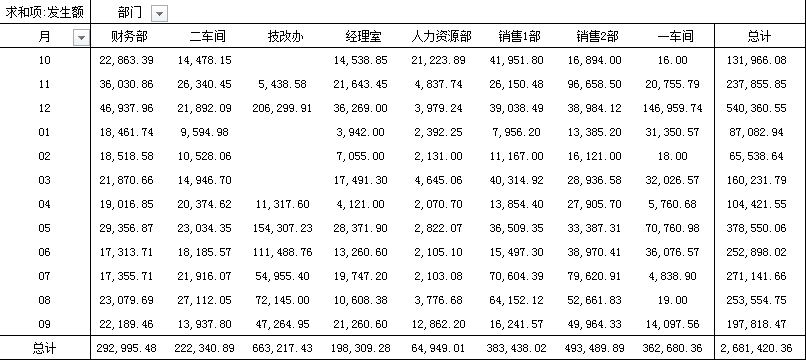 求和项:发生额 部门
月 财务部 二车间 技改办 经理室 人力资源部 销售1部 销售2部 一车间 总计
10 22,863.39 14,478.15 14,538.85 21,223.89 41,951.80 16,894.00 16.00 131,966.08
11 36,030.86 26,340.45 5,438.58 21,643.45 4,837.74 26,150.48 96,658.50 20,755.79 237,855.85
12 46,937.96 21,892.09 206,299.91 36,269.00 3,979.24 39,038.49 38,984.12 146,959.74 540,360.55
01 18,461.74 9,594.98 3,942.00 2,392.25 7,956.20 13,385.20 31,350.57 87,082.94
02 18,518.58 10,528.06 7,055.00 2,131.00 11,167.00 16,121.00 18.00 65,538.64
03 21,870.66 14,946.70 17,491.30 4,645.06 40,314.92 28,936.58 32,026.57 160,231.79
04 19,016.85 20,374.62 11,317.60 4,121.00 2,070.70 13,854.40 27,905.70 5,760.68 104,421.55
05 29,356.87 23,034.35 154,307.23 28,371.90 2,822.07 36,509.35 33,387.31 70,760.98 378,550.06
06 17,313.71 18,185.57 111,488.76 13,260.60 2,105.10 15,497.30 38,970.41 36,076.57 252,898.02
07 17,355.71 21,916.07 54,955.40 19,747.20 2,103.08 70,604.39 79,620.91 4,838.90 271,141.66
08 23,079.69 27,112.05 72,145.00 10,608.38 3,776.68 64,152.12 52,661.83 19.00 253,554.75
09 22,189.46 13,937.80 47,264.95 21,260.60 12,862.20 16,241.57 49,964.33 14,097.56 197,818.47
总计 292,995.48 222,340.89 663,217.43 198,309.28 64,949.01 383,438.02 493,489.89 362,680.36 2,681,420.36